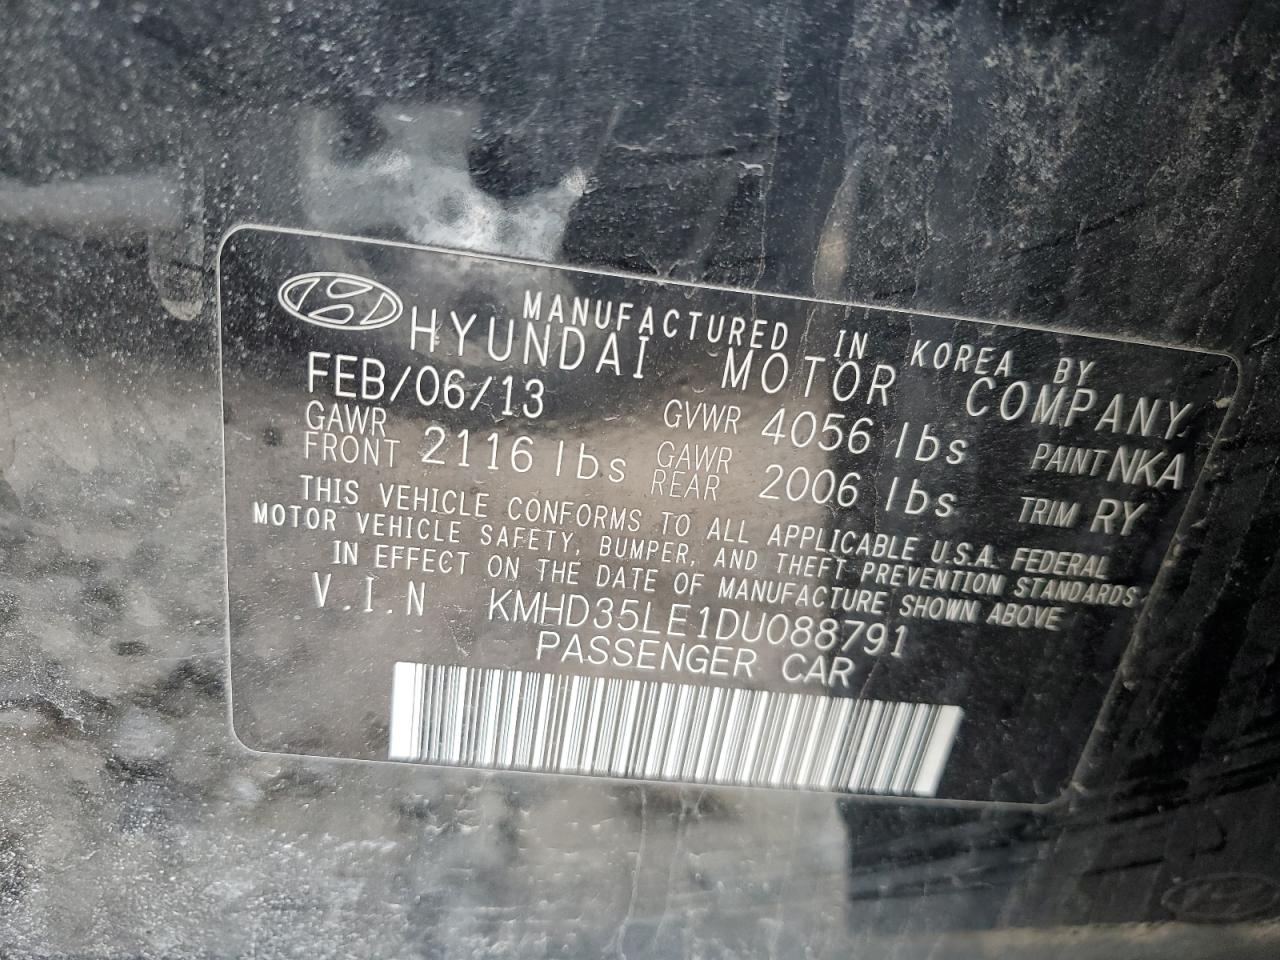 MANUFACTURED IN KOREA BY
HYUNDAI MOTOR COMPANY
FEB/06/13 GVWR 4056 lbs PAINT NKA
GAWR FRONT 2116 lbs GAWR REAR 2006 lbs TRIM RY
THIS VEHICLE CONFORMS TO ALL APPLICABLE U.S.A. FEDERAL
MOTOR VEHICLE SAFETY, BUMPER, AND THEFT PREVENTION STANDARDS
IN EFFECT ON THE DATE OF MANUFACTURE SHOWN ABOVE
V.I.N KMHD35LE1DU088791
PASSENGER CAR